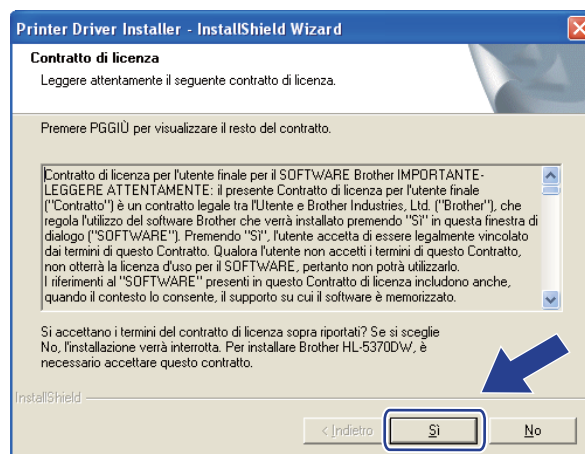 Printer Driver Installer - InstallShield Wizard
Contratto di licenza
Leggere attentamente il seguente contratto di licenza.
Premere PGGIÙ per visualizzare il resto del contratto.
Contratto di licenza per l'utente finale per il SOFTWARE Brother IMPORTANTE-
LEGGERE ATTENTAMENTE: il presente Contratto di licenza per l'utente finale
("Contratto") è un contratto legale tra l'Utente e Brother Industries, Ltd. ("Brother"), che
regola l'utilizzo del software Brother che verrà installato premendo "Sì" in questa finestra di
dialogo ("SOFTWARE"). Premendo "Sì", l'utente accetta di essere legalmente vincolato
dai termini di questo Contratto. Qualora l'utente non accetti i termini di questo Contratto,
non otterrà la licenza d'uso per il SOFTWARE, pertanto non potrà utilizzarlo.
I riferimenti al "SOFTWARE" presenti in questo Contratto di licenza includono anche,
quando il contesto lo consente, il supporto su cui il software è memorizzato.
Si accettano i termini del contratto di licenza sopra riportati? Se si sceglie
No, l'installazione verrà interrotta. Per installare Brother HL-5370DW, è
necessario accettare questo contratto.
InstallShield
< Indietro Sì No